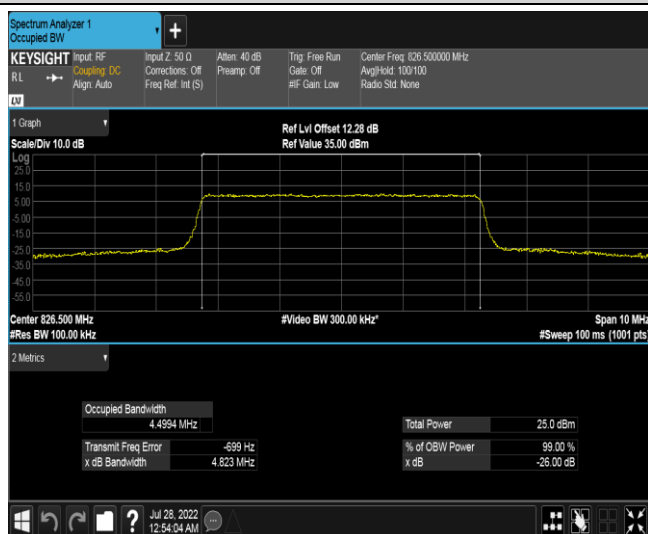 Spectrum Analyzer 1
Occupied BW
+
KEYSIGHT
RL
LXI
Input: RF
Coupling: DC
Align: Auto
Input Z: 50 Ω
Corrections: Off
Freq Ref: Int (S)
Atten: 40 dB
Preamp: Off
Trig: Free Run
Gate: Off
#IF Gain: Low
Center Freq: 826.500000 MHz
Avg|Hold: 100/100
Radio Std: None
1 Graph
Scale/Div 10.0 dB
Ref Lvl Offset 12.28 dB
Ref Value 35.00 dBm
Log
25.0
15.0
5.00
-5.00
-15.0
-25.0
-35.0
-45.0
-55.0
Center 826.500 MHz
#Res BW 100.00 kHz
#Video BW 300.00 kHz*
Span 10 MHz
#Sweep 100 ms (1001 pts)
2 Metrics
Occupied Bandwidth
4.4994 MHz
Transmit Freq Error -699 Hz
x dB Bandwidth 4.823 MHz
Total Power 25.0 dBm
% of OBW Power 99.00 %
x dB -26.00 dB
?
Jul 28, 2022
12:54:04 AM